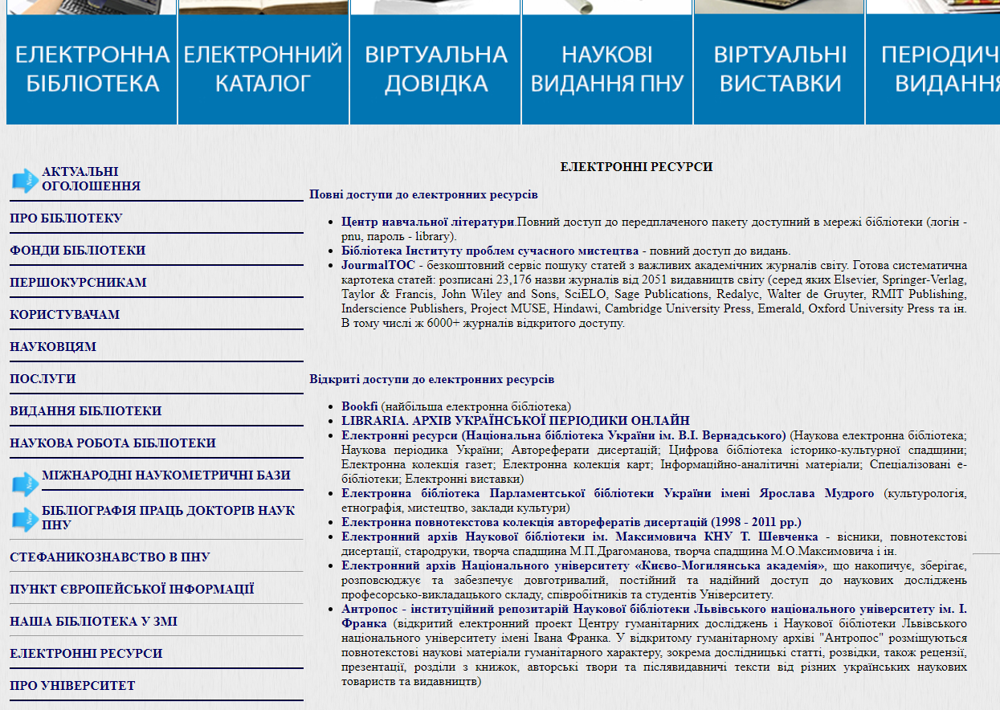 ЕЛЕКТРОННА
БІБЛІОТЕКА
ЕЛЕКТРОННИЙ
КАТАЛОГ
ВІРТУАЛЬНА
ДОВІДКА
НАУКОВІ
ВИДАННЯ ПНУ
ВІРТУАЛЬНІ
ВИСТАВКИ
ПЕРІОДИЧ
ВИДАННЯ
New
АКТУАЛЬНІ
ОГОЛОШЕННЯ
ПРО БІБЛІОТЕКУ
ФОНДИ БІБЛІОТЕКИ
ПЕРШОКУРСНИКАМ
КОРИСТУВАЧАМ
НАУКОВЦЯМ
ПОСЛУГИ
ВИДАННЯ БІБЛІОТЕКИ
НАУКОВА РОБОТА БІБЛІОТЕКИ
New
МІЖНАРОДНІ НАУКОМЕТРИЧНІ БАЗИ
New
БІБЛІОГРАФІЯ ПРАЦЬ ДОКТОРІВ НАУК
ПНУ
СТЕФАНИКОЗНАВСТВО В ПНУ
ПУНКТ ЄВРОПЕЙСЬКОЇ ІНФОРМАЦІЇ
НАША БІБЛІОТЕКА У ЗМІ
ЕЛЕКТРОННІ РЕСУРСИ
ПРО УНІВЕРСИТЕТ
ЕЛЕКТРОННІ РЕСУРСИ
Повні доступи до електронних ресурсів
• Центр навчальної літератури.Повний доступ до передплаченого пакету доступний в мережі бібліотеки (логін -
pnu, пароль - library).
• Бібліотека Інституту проблем сучасного мистецтва - повний доступ до видань.
• JourmalTOC - безкоштовний сервіс пошуку статей з важливих академічних журналів світу. Готова систематична
картотека статей: розписані 23,176 назви журналів від 2051 видавництв світу (серед яких Elsevier, Springer-Verlag,
Taylor & Francis, John Wiley and Sons, SciELO, Sage Publications, Redalyc, Walter de Gruyter, RMIT Publishing,
Inderscience Publishers, Project MUSE, Hindawi, Cambridge University Press, Emerald, Oxford University Press та ін.
В тому числі ж 6000+ журналів відкритого доступу.
Відкриті доступи до електронних ресурсів
• Bookfi (найбільша електронна бібліотека)
• LIBRARIA. АРХІВ УКРАЇНСЬКОЇ ПЕРІОДИКИ ОНЛАЙН
• Електронні ресурси (Національна бібліотека України ім. В.І. Вернадського) (Наукова електронна бібліотека;
Наукова періодика України; Автореферати дисертацій; Цифрова бібліотека історико-культурної спадщини;
Електронна колекція газет; Електронна колекція карт; Інформаційно-аналітичні матеріали; Спеціалізовані е-
бібліотеки; Електронні виставки)
• Електронна бібліотека Парламентської бібліотеки України імені Ярослава Мудрого (культурологія,
етнографія, мистецтво, заклади культури)
• Електронна повнотекстова колекція авторефератів дисертацій (1998 - 2011 рр.)
• Електронний архів Наукової бібліотеки ім. Максимовича КНУ Т. Шевченка - вісники, повнотекстові
дисертації, стародруки, творча спадщина М.П.Драгоманова, творча спадщина М.О.Максимовича і ін.
• Електронний архів Національного університету «Києво-Могилянська академія», що накопичує, зберігає,
розповсюджує та забезпечує довготривалий, постійний та надійний доступ до наукових досліджень
професорсько-викладацького складу, співробітників та студентів Університету.
• Антропос - інституційний репозитарій Наукової бібліотеки Львівського національного університету ім. І.
Франка (відкритий електронний проект Центру гуманітарних досліджень і Наукової бібліотеки Львівського
національного університету імені Івана Франка. У відкритому гуманітарному архіві "Антропос" розміщуються
повнотекстові наукові матеріали гуманітарного характеру, зокрема дослідницькі статті, розвідки, також рецензії,
презентації, розділи з книжок, авторські твори та післявидавничі тексти від різних українських наукових
товариств та видавництв)